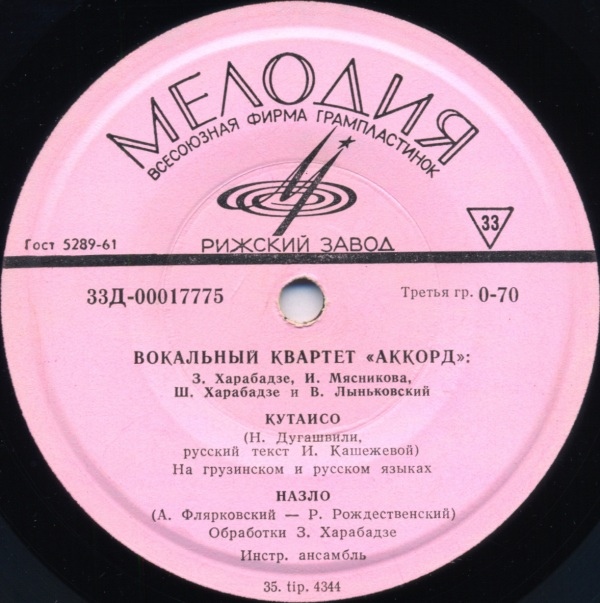 МЕЛОДИЯ
ВСЕСОЮЗНАЯ ФИРМА ГРАМПЛАСТИНОК
33
Гост 5289-61
РИЖСКИЙ ЗАВОД
33Д-00017775
Третья гр. 0-70
ВОКАЛЬНЫЙ КВАРТЕТ «АККОРД»:
З. Харабадзе, И. Мясникова,
Ш. Харабадзе и В. Лыньковский
КУТАИСО
(Н. Дугашвили,
русский текст И. Кашежевой)
На грузинском и русском языках
НАЗЛО
(А. Флярковский — Р. Рождественский)
Обработки З. Харабадзе
Инстр. ансамбль
35. tip. 4344